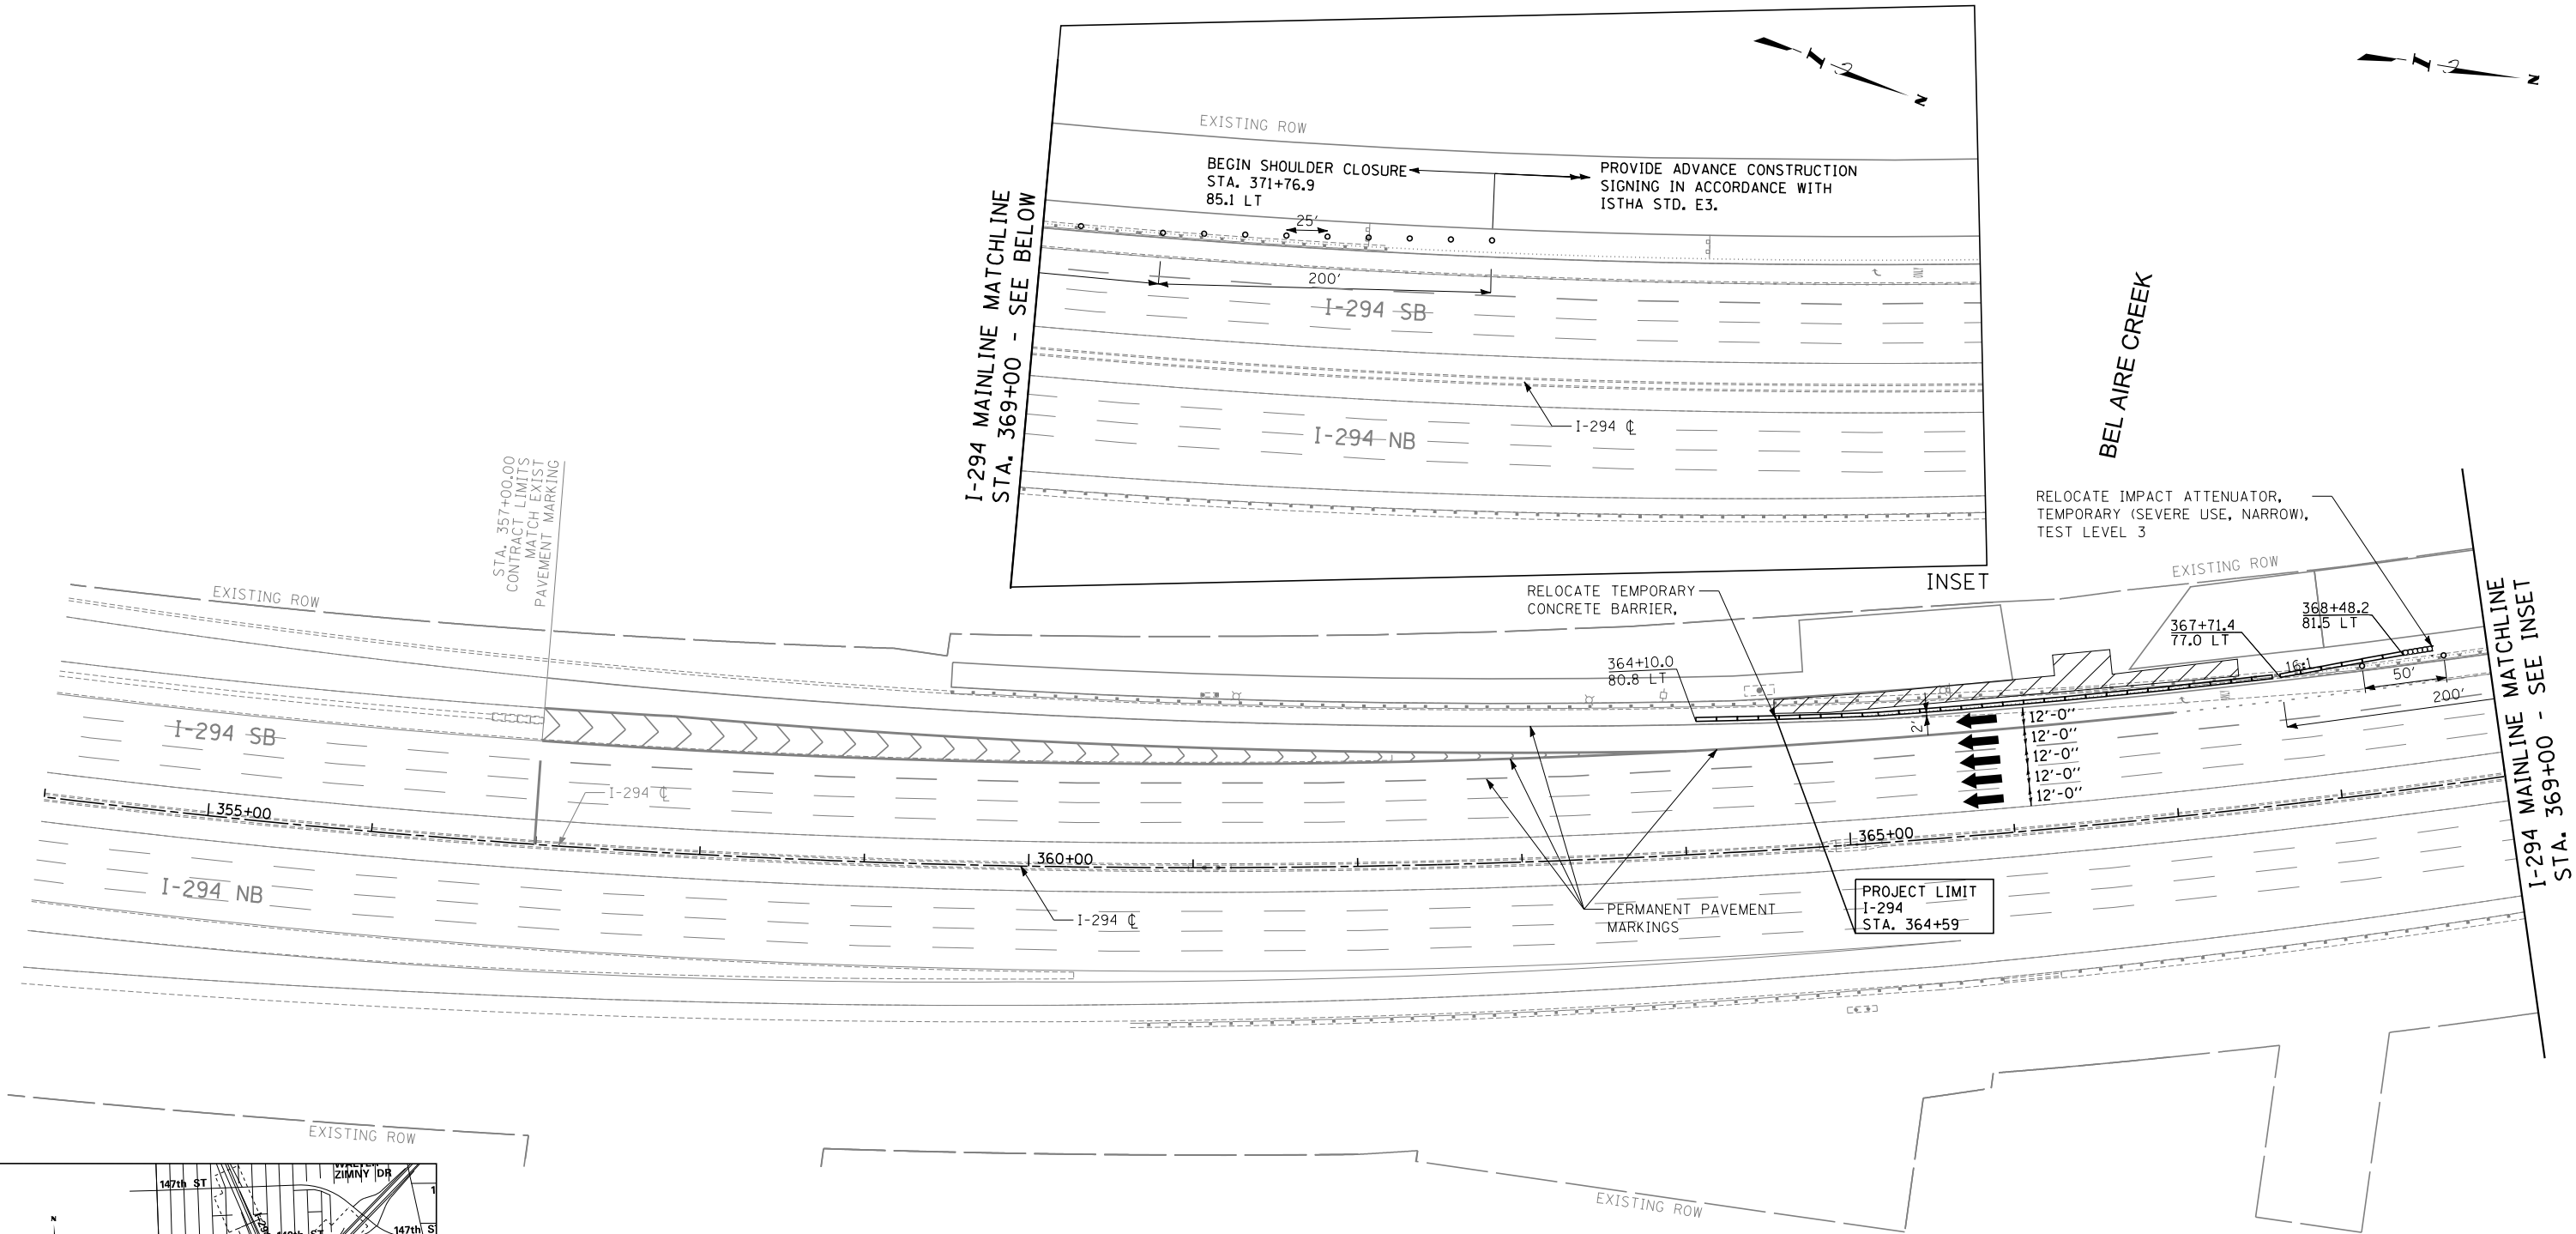 N
N
EXISTING ROW
BEGIN SHOULDER CLOSURE
STA. 371+76.9
85.1 LT
PROVIDE ADVANCE CONSTRUCTION
SIGNING IN ACCORDANCE WITH
ISTHA STD. E3.
25'
200'
I-294 SB
I-294 ℄
I-294 NB
I-294 MAINLINE MATCHLINE
STA. 369+00 - SEE BELOW
INSET
BEL AIRE CREEK
RELOCATE IMPACT ATTENUATOR,
TEMPORARY (SEVERE USE, NARROW),
TEST LEVEL 3
STA. 357+00.00
CONTRACT LIMITS
MATCH EXIST
PAVEMENT MARKING
EXISTING ROW
RELOCATE TEMPORARY
CONCRETE BARRIER,
EXISTING ROW
364+10.0
80.8 LT
367+71.4
77.0 LT
368+48.2
81.5 LT
16:1
50'
200'
2'
12'-0"
12'-0"
12'-0"
12'-0"
12'-0"
I-294 MAINLINE MATCHLINE
STA. 369+00 - SEE INSET
I-294 SB
I-294 ℄
355+00
360+00
365+00
I-294 NB
I-294 ℄
PERMANENT PAVEMENT
MARKINGS
PROJECT LIMIT
I-294
STA. 364+59
EXISTING ROW
EXISTING ROW
ZIMNY DR
147th ST
147th S
N